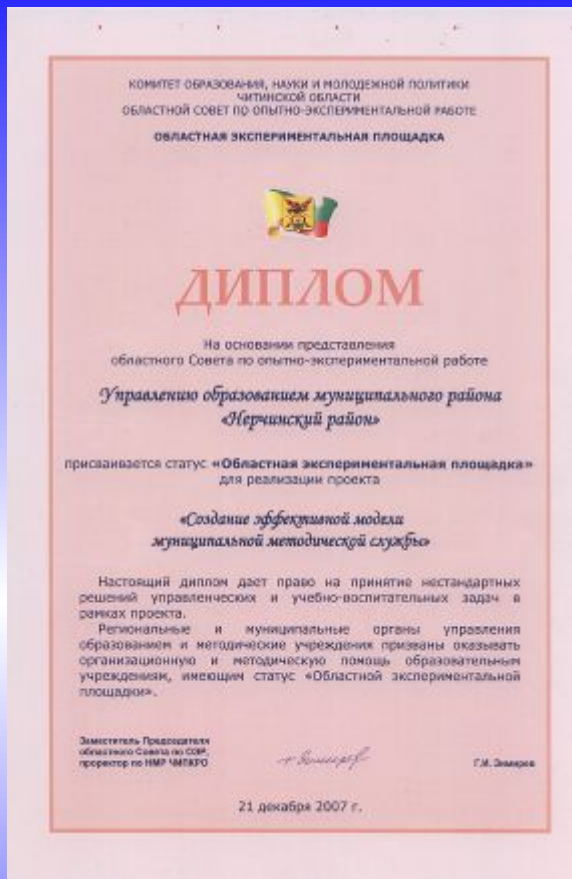 КОМИТЕТ ОБРАЗОВАНИЯ, НАУКИ И МОЛОДЕЖНОЙ ПОЛИТИКИ
ЧИТИНСКОЙ ОБЛАСТИ
ОБЛАСТНОЙ СОВЕТ ПО ОПЫТНО-ЭКСПЕРИМЕНТАЛЬНОЙ РАБОТЕ
ОБЛАСТНАЯ ЭКСПЕРИМЕНТАЛЬНАЯ ПЛОЩАДКА
ДИПЛОМ
На основании представления
областного Совета по опытно-экспериментальной работе
Управлению образованием муниципального района
«Нерчинский район»
присваивается статус «Областная экспериментальная площадка»
для реализации проекта
«Создание эффективной модели
муниципальной методической службы»
Настоящий диплом дает право на принятие нестандартных
решений управленческих и учебно-воспитательных задач в
рамках проекта.
Региональные и муниципальные органы управления
образованием и методические учреждения призваны оказывать
организационную и методическую помощь образовательным
учреждениям, имеющим статус «Областной экспериментальной
площадки».
Заместитель Председателя
областного Совета по ОЭР,
проректор по НМР ЧИПКРО
Г.И. Зимирев
21 декабря 2007 г.